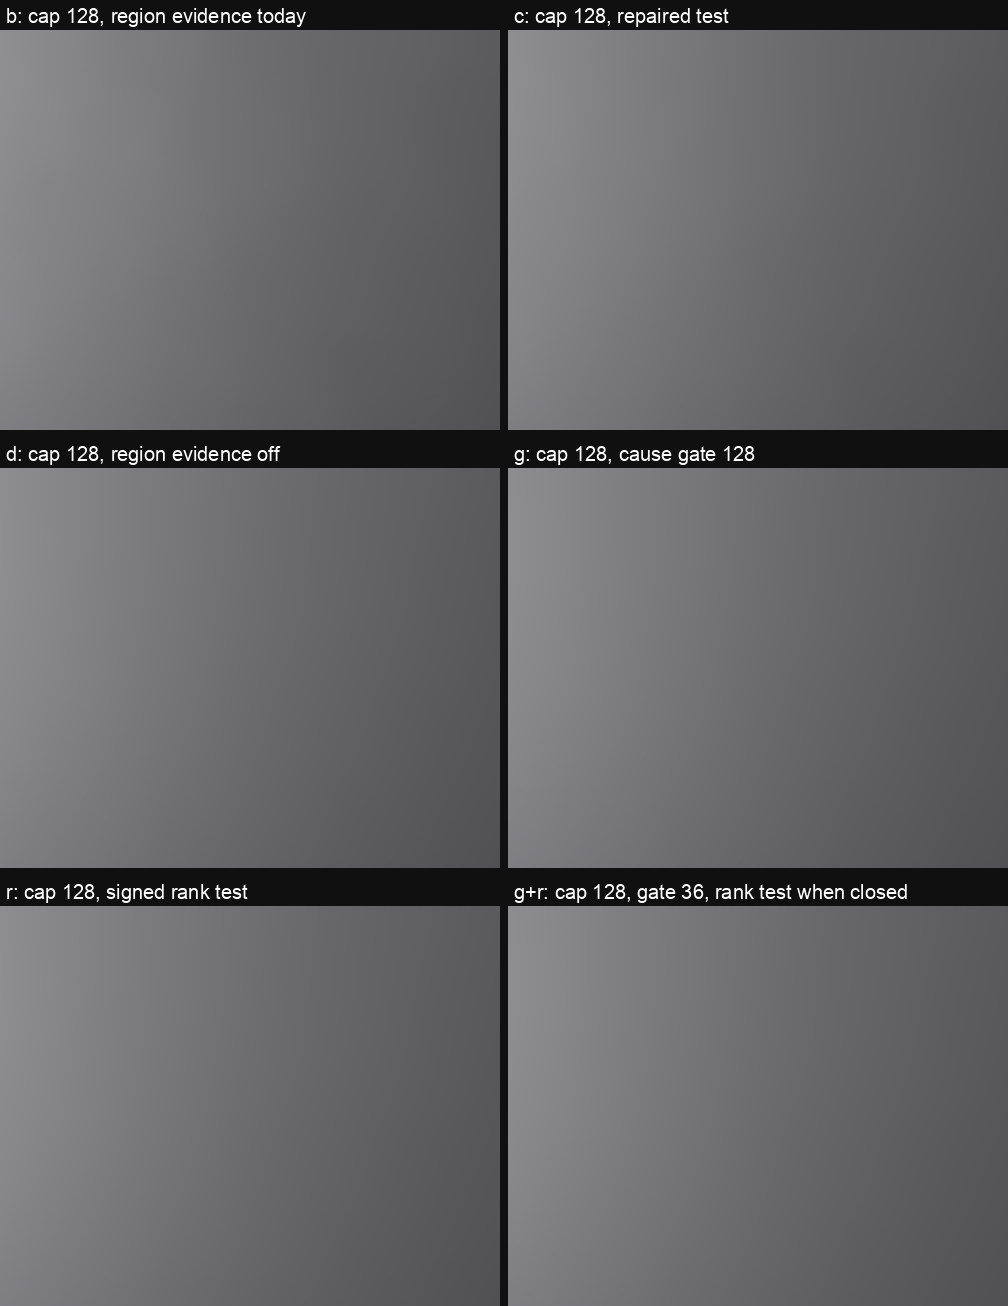 b: cap 128, region evidence today
c: cap 128, repaired test
d: cap 128, region evidence off
g: cap 128, cause gate 128
r: cap 128, signed rank test
g+r: cap 128, gate 36, rank test when closed